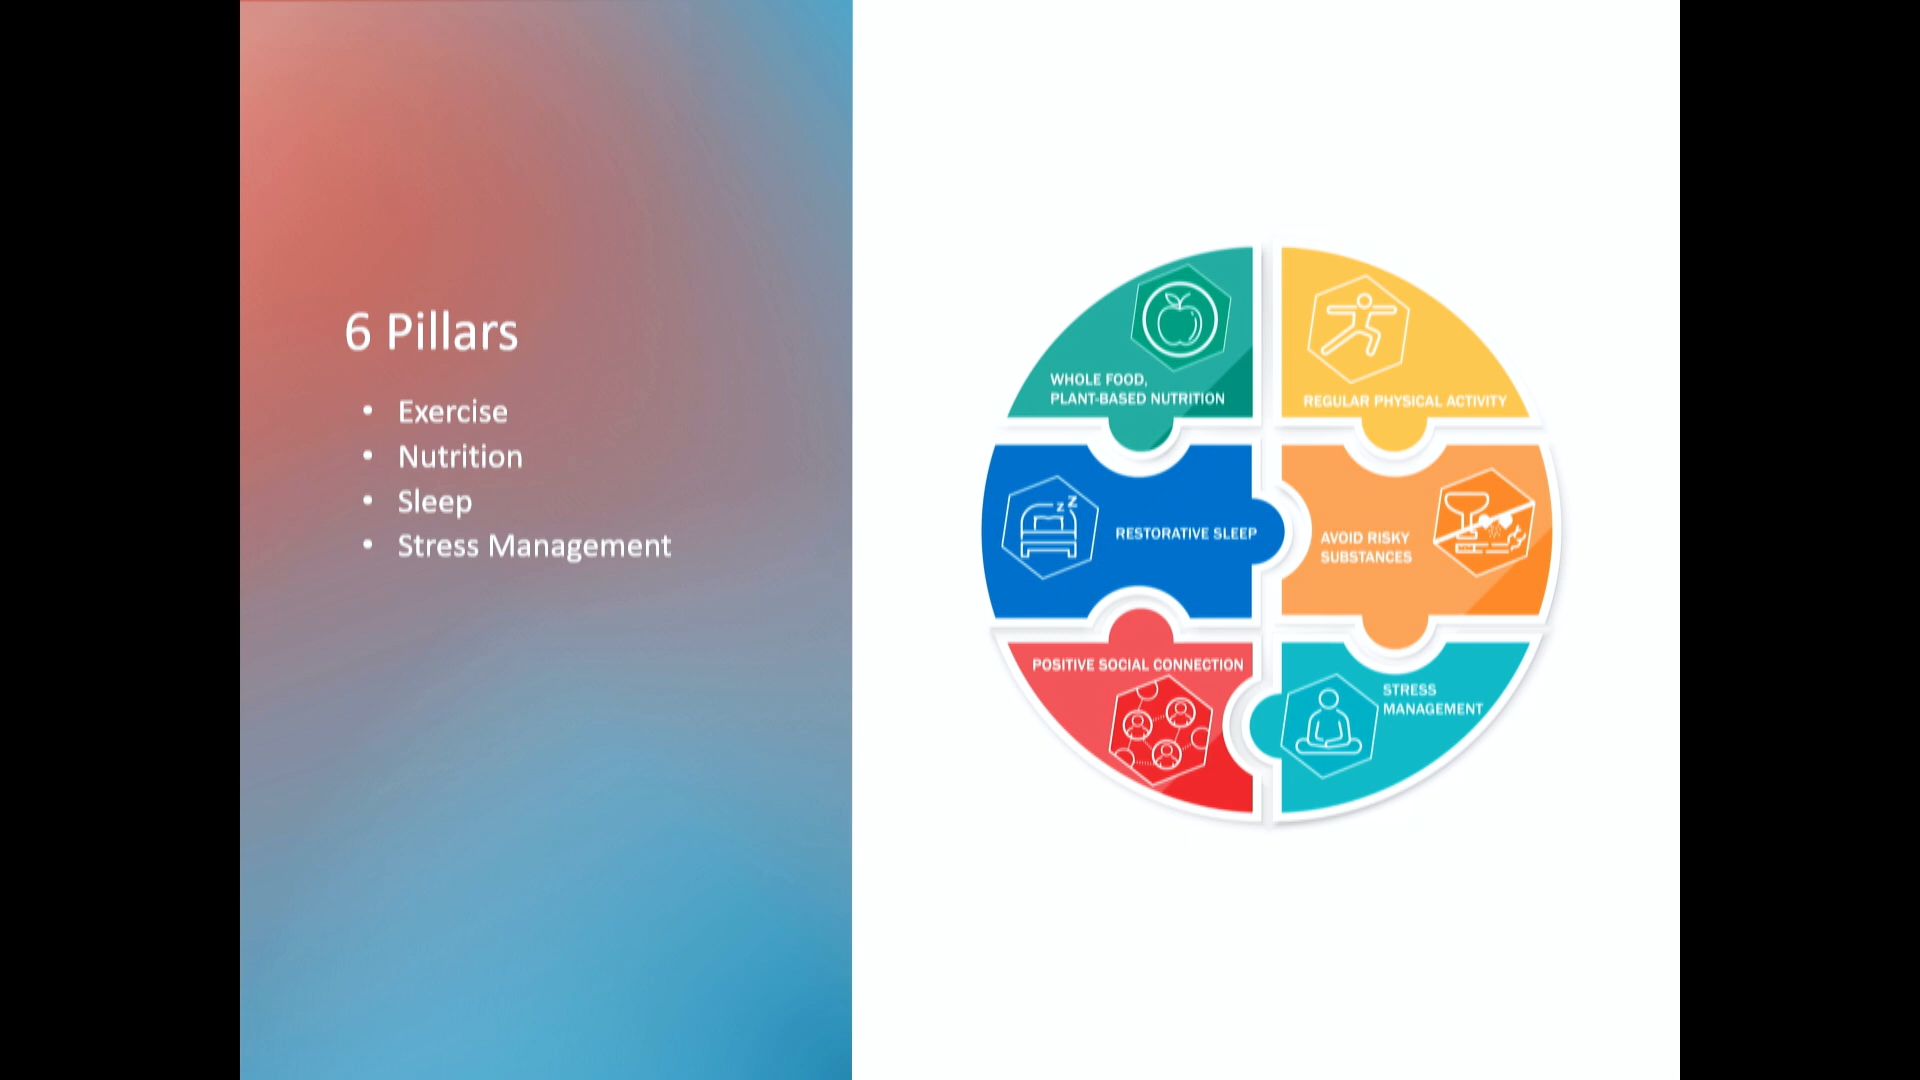 6 Pillars
• Exercise
• Nutrition
• Sleep
• Stress Management
WHOLE FOOD,
PLANT-BASED NUTRITION
REGULAR PHYSICAL ACTIVITY
Z Z
RESTORATIVE SLEEP
AVOID RISKY
SUBSTANCES
POSITIVE SOCIAL CONNECTION
STRESS
MANAGEMENT